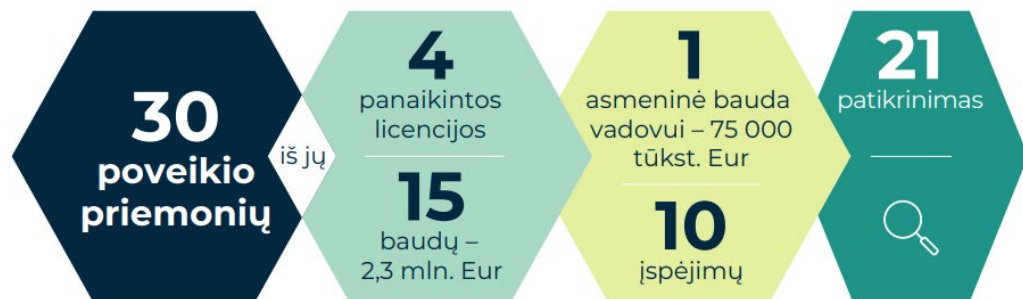 30
poveikio
priemonių
iš jų
4
panaikintos
licencijos
15
baudų –
2,3 mln. Eur
1
asmeninė bauda
vadovui – 75 000
tūkst. Eur
10
įspėjimų
21
patikrinimas